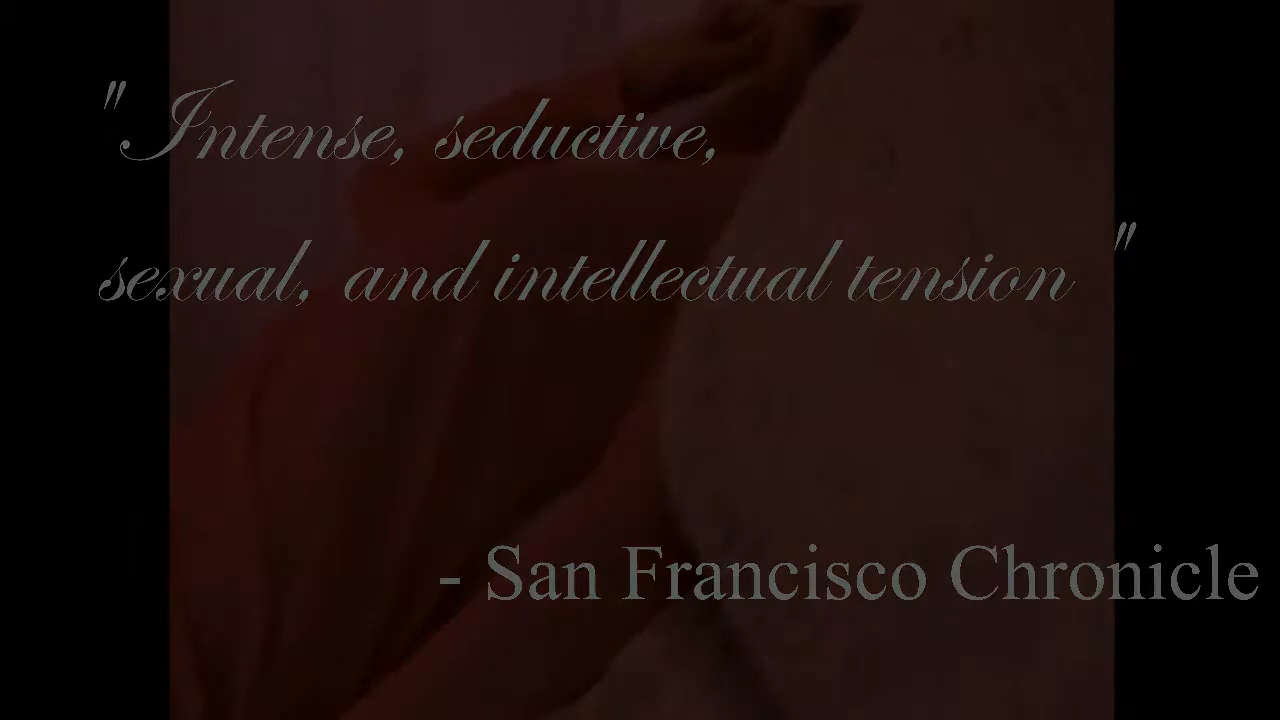 "Intense, seductive,
sexual, and intellectual tension "
- San Francisco Chronicle